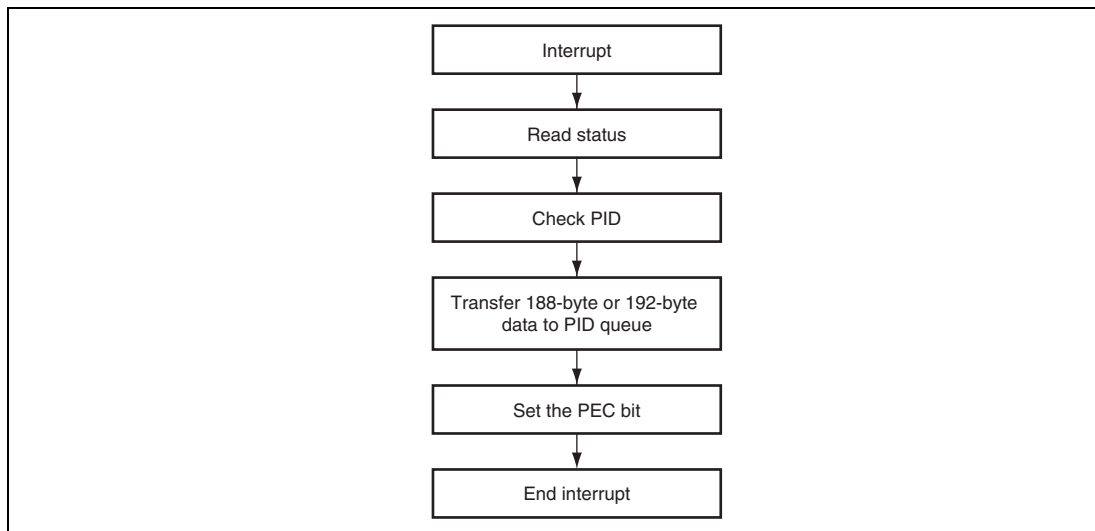 Interrupt
Read status
Check PID
Transfer 188-byte or 192-byte
data to PID queue
Set the PEC bit
End interrupt